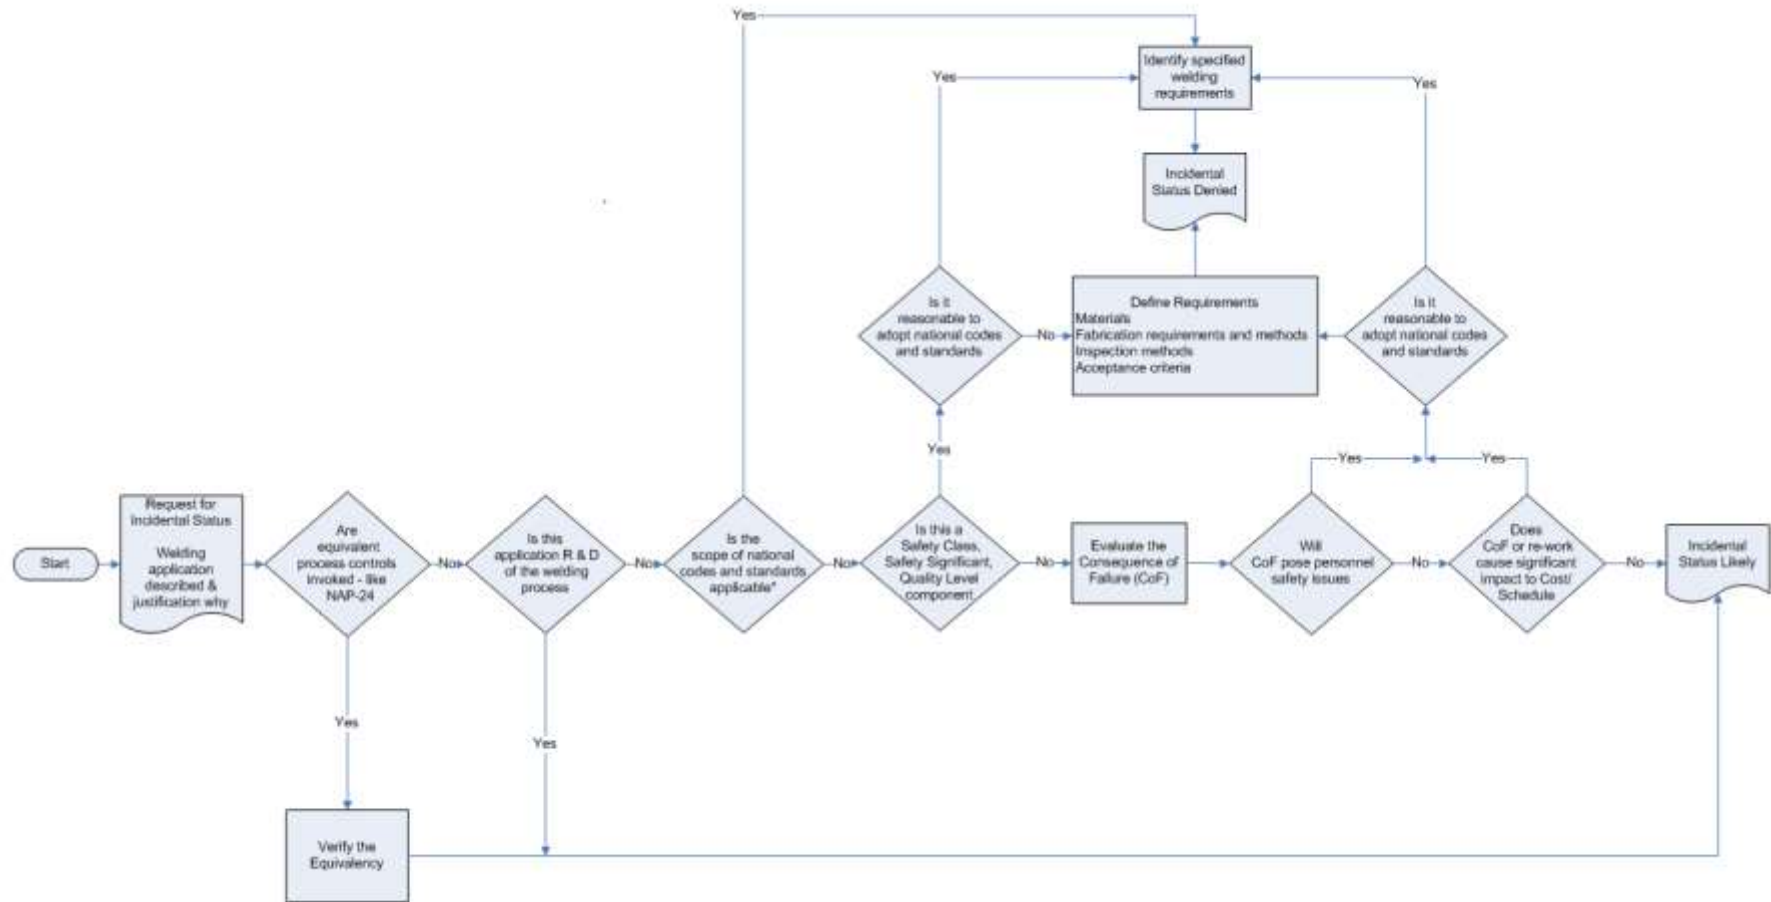 Yes
Identify specified
welding
requirements
Yes
Yes
Incidental
Status Denied
Is it
reasonable to
adopt national codes
and standards
No
Define Requirements
Materials
Fabrication requirements and methods
Inspection methods
Acceptance criteria
Is it
reasonable to
adopt national codes
and standards
Yes
Yes
Yes
Start
Request for
Incidental Status
Welding
application
described &
justification why
Are
equivalent
process controls
invoked - like
NAP-24
No
Is this
application R & D
of the welding
process
No
Is the
scope of national
codes and standards
applicable*
No
Is this a
Safety Class,
Safety Significant,
Quality Level
component
No
Evaluate the
Consequence of
Failure (CoF)
Will
CoF pose personnel
safety issues
No
Does
CoF or re-work
cause significant
impact to Cost/
Schedule
No
Incidental
Status Likely
Yes
Yes
Verify the
Equivalency